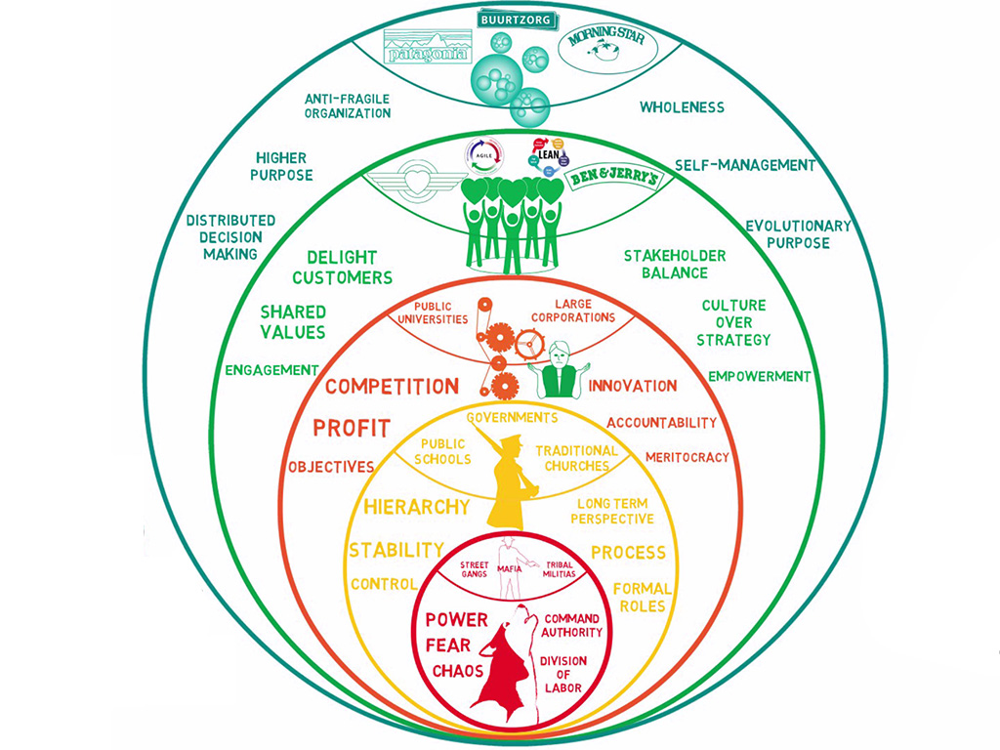 BUURTZORG
patagonia
MORNING STAR
ANTI-FRAGILE
ORGANIZATION
WHOLENESS
HIGHER
PURPOSE
SELF-MANAGEMENT
DISTRIBUTED
DECISION
MAKING
EVOLUTIONARY
PURPOSE
AGILE
LEAN
BEN & JERRY'S
DELIGHT
CUSTOMERS
STAKEHOLDER
BALANCE
SHARED
VALUES
CULTURE
OVER
STRATEGY
ENGAGEMENT
EMPOWERMENT
PUBLIC
UNIVERSITIES
LARGE
CORPORATIONS
COMPETITION
INNOVATION
PROFIT
ACCOUNTABILITY
OBJECTIVES
MERITOCRACY
GOVERNMENTS
PUBLIC
SCHOOLS
TRADITIONAL
CHURCHES
HIERARCHY
LONG TERM
PERSPECTIVE
STABILITY
PROCESS
CONTROL
FORMAL
ROLES
STREET
GANGS
MAFIA
TRIBAL
MILITIAS
POWER
FEAR
CHAOS
COMMAND
AUTHORITY
DIVISION
OF
LABOR